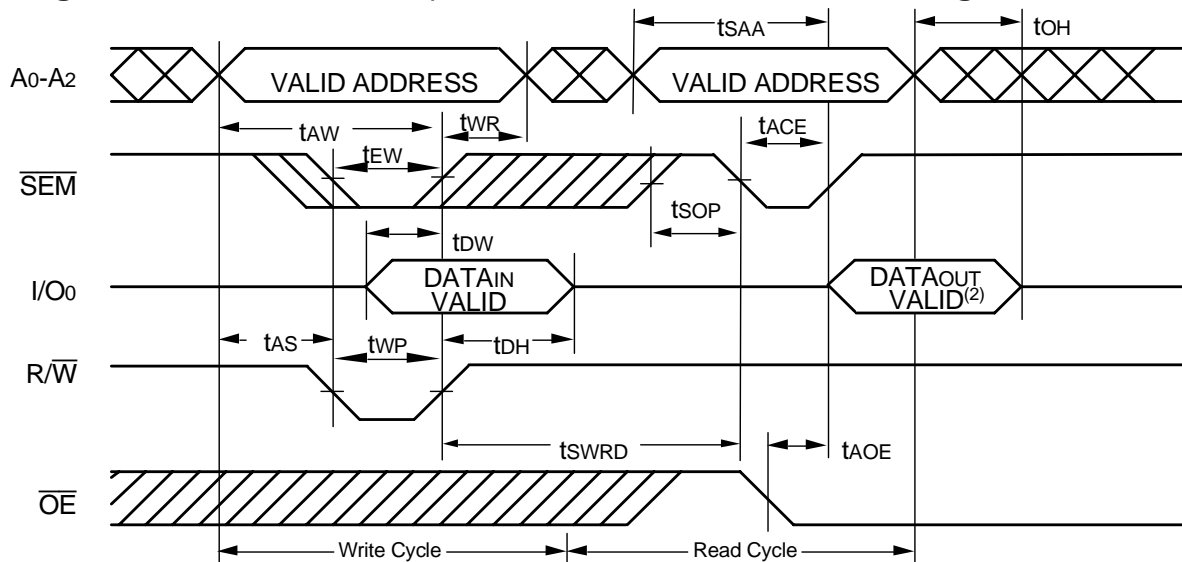 tSAA
tOH
A0-A2
VALID ADDRESS
VALID ADDRESS
tAW
tWR
tACE
tEW
SEM
tSOP
tDW
I/O0
DATAIN
VALID
DATAOUT
VALID(2)
tAS
tWP
tDH
R/W
tSWRD
tAOE
OE
Write Cycle
Read Cycle